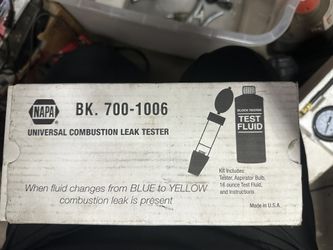 NAPA
BK. 700-1006
UNIVERSAL COMBUSTION LEAK TESTER
BLOCK TESTER
TEST
FLUID
Kit Includes:
Tester, Aspirator Bulb,
16 ounce Test Fluid,
and Instructions
When fluid changes from BLUE to YELLOW
combustion leak is present
Made in U.S.A.